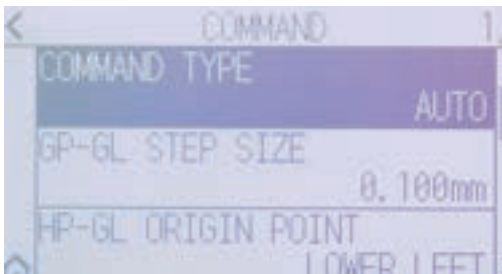 COMMAND 1
COMMAND TYPE
AUTO
GP-GL STEP SIZE
0.100mm
HP-GL ORIGIN POINT
LOWER LEFT